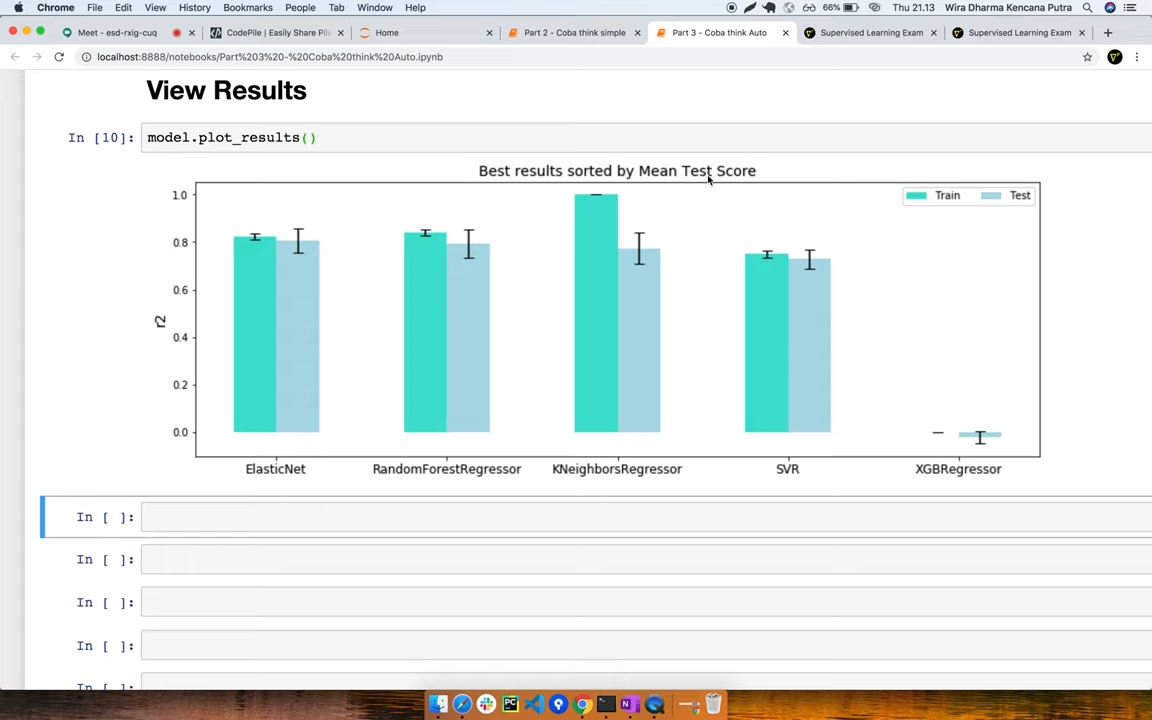 Chrome File Edit View History Bookmarks People Tab Window Help 66% Thu 21.13 Wira Dharma Kencana Putra
Meet - esd-rxig-cuq CodePile | Easily Share Pile Home Part 2 - Coba think simple Part 3 - Coba think Auto Supervised Learning Exam Supervised Learning Exam
localhost:8888/notebooks/Part%203%20-%20Coba%20think%20Auto.ipynb
View Results
In [10]: model.plot_results()
Best results sorted by Mean Test Score
Train Test
1.0
0.8
0.6
r2
0.4
0.2
0.0
ElasticNet RandomForestRegressor KNeighborsRegressor SVR XGBRegressor
In [ ]:
In [ ]:
In [ ]:
In [ ]:
In [ ]: